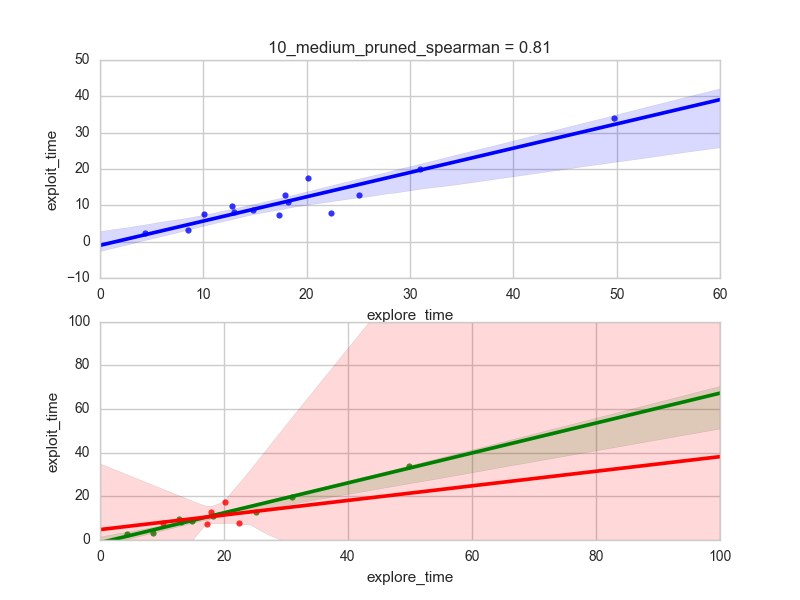 10_medium_pruned_spearman = 0.81
50
40
30
20
10
0
−10
exploit_time
0 10 20 30 40 50 60
explore_time
100
80
60
40
20
0
exploit_time
0 20 40 60 80 100
explore_time